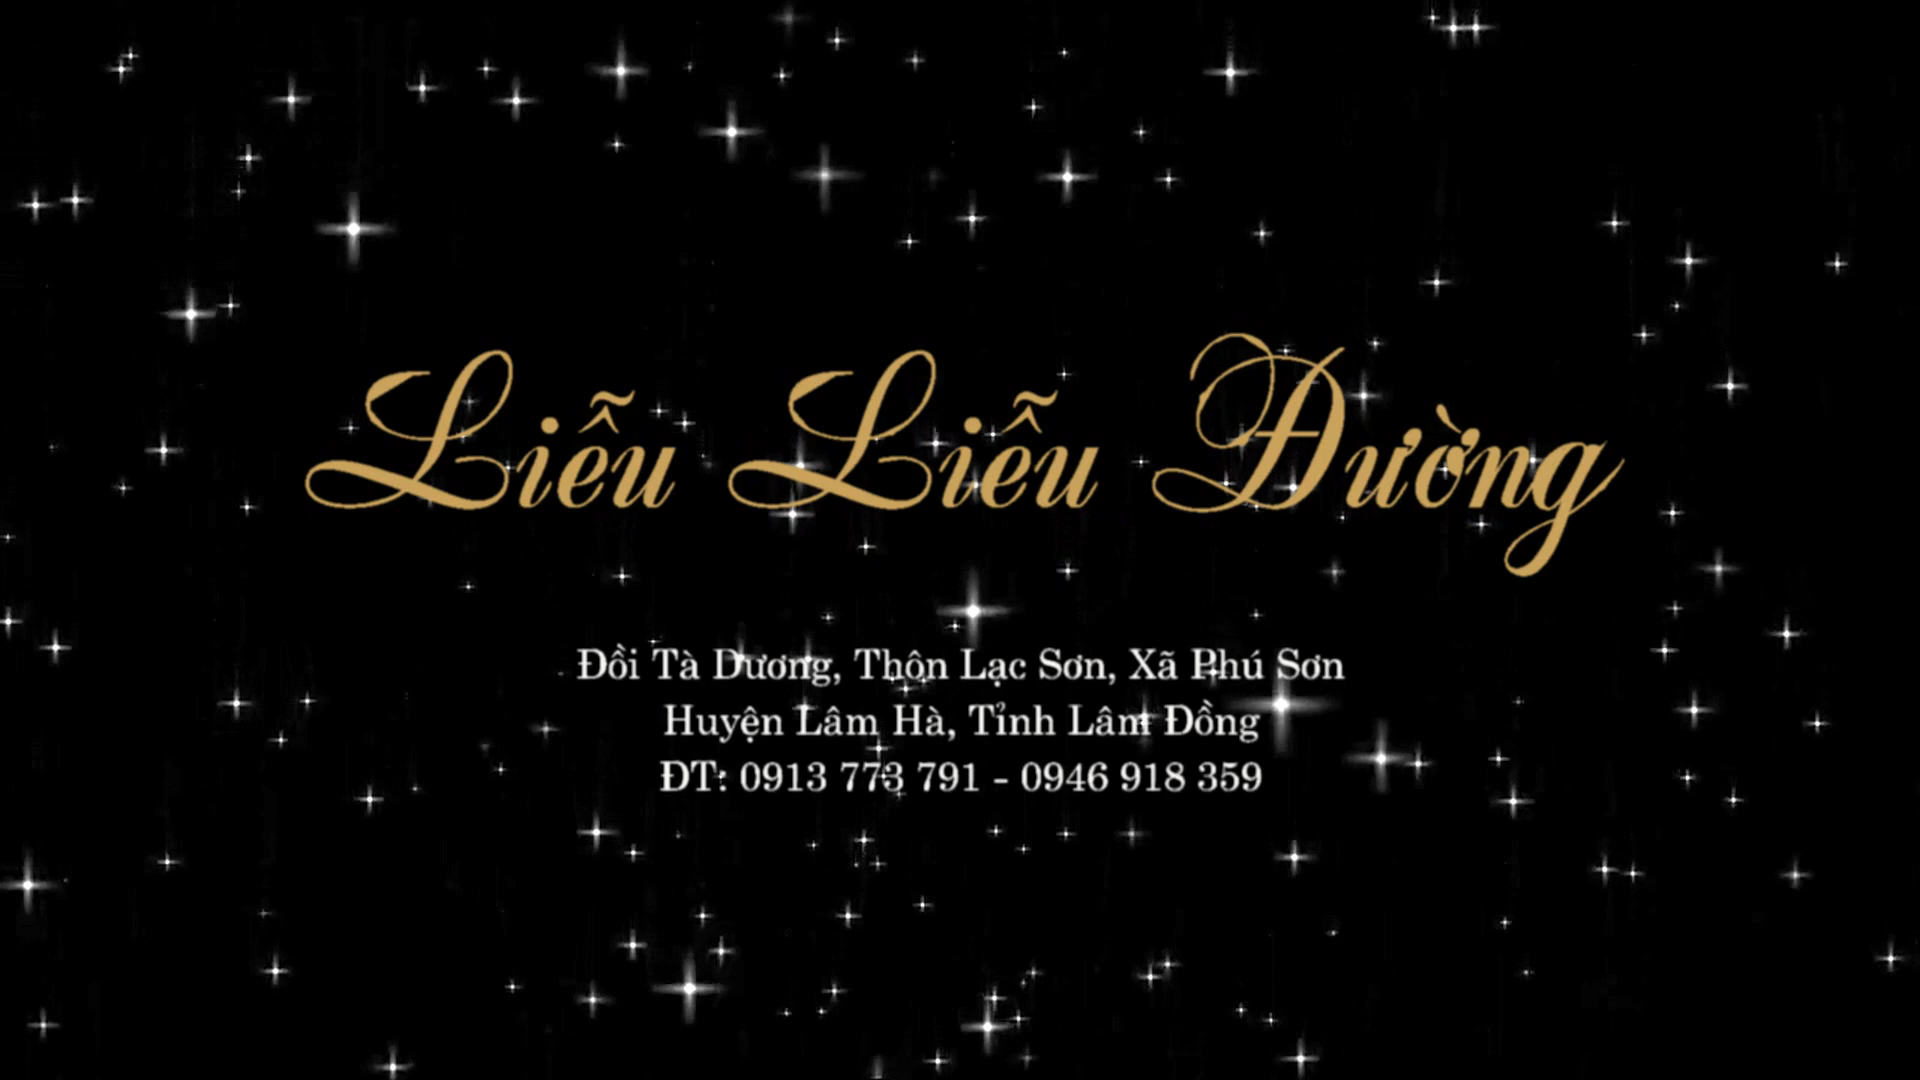 Liễu Liễu Đường
Đồi Tà Dương, Thôn Lạc Sơn, Xã Phú Sơn
Huyện Lâm Hà, Tỉnh Lâm Đồng
ĐT: 0913 773 791 - 0946 918 359